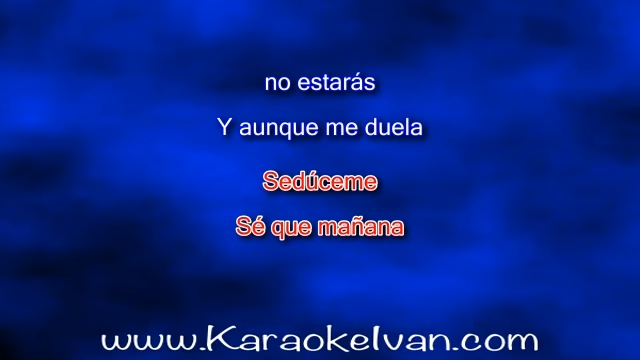 no estarás
Y aunque me duela
Sedúceme
Sé que mañana
www.KaraokeIvan.com